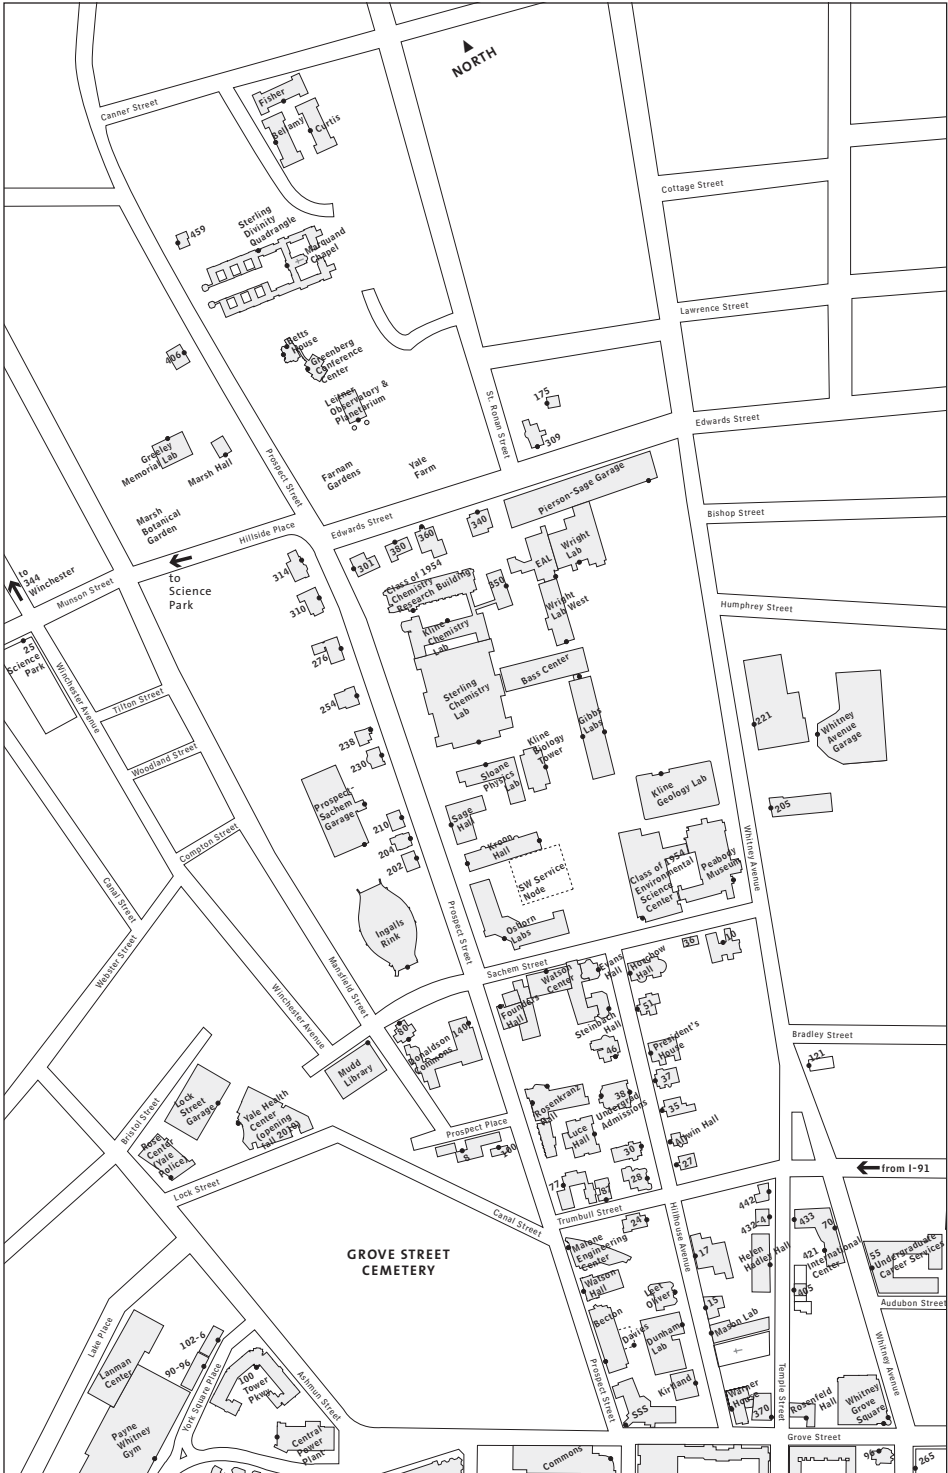 NORTH
Canner Street
Fisher
Bellamy
Curtis
Cottage Street
459
Sterling
Divinity
Quadrangle
Marquand
Chapel
Lawrence Street
406
Betts
House
Greenberg
Conference
Center
Leitner
Observatory &
Planetarium
175
309
St. Ronan Street
Edwards Street
Greeley
Memorial Lab
Marsh Hall
Prospect Street
Farnam
Gardens
Yale
Farm
Pierson-Sage Garage
Marsh
Botanical
Garden
Hillside Place
Edwards Street
Bishop Street
340
360
380
301
EAL
Wright
Lab
to
344
Winchester
Munson Street
to
Science
Park
314
Class of 1954
Chemistry
Research Building
350
310
Wright
Lab West
Humphrey Street
Kline
Chemistry
Lab
25
Science
Park
276
Bass Center
Winchester Avenue
Tilton Street
254
Sterling
Chemistry
Lab
Gibbs
Labs
221
Whitney
Avenue
Garage
238
230
Woodland Street
Kline
Biology
Tower
Sloane
Physics
Lab
Kline
Geology Lab
Prospect-
Sachem
Garage
205
Sage
Hall
210
204
202
Compton Street
Kroon
Hall
SW Service
Node
Class of 1954
Environmental
Science
Center
Peabody
Museum
Whitney Avenue
Canal Street
Ingalls
Rink
Prospect Street
Osborn
Labs
Webster Street
Mansfield Street
Winchester Avenue
Sachem Street
Watson
Center
Evans
Hall
Horchow
Hall
16
10
Founders
Hall
Steinbach
Hall
51
80
Donaldson
Commons
140
46
President's
House
Bradley Street
121
Mudd
Library
37
Lock
Street
Garage
Yale Health
Center
(opening
fall 2010)
Rosenkranz
Hall
38
Undergrad
Admissions
35
Bristol Street
Rose
Center
(Yale
Police)
Prospect Place
8
100
Luce
Hall
30
Alwin Hall
27
from I-91
Lock Street
77
87
28
Canal Street
Trumbull Street
24
Hillhouse Avenue
442
432-4
433
70
421
International
Center
405
55
Undergraduate
Career Services
Audubon Street
GROVE STREET
CEMETERY
Malone
Engineering
Center
17
Helen
Hadley Hall
Watson
Hall
Leet
Oliver
15
Becton
Davies
Dunham
Lab
Mason Lab
Lake Place
102-6
90-96
Lanman
Center
York Square Place
100
Tower
Pkwy
Ashmun Street
Prospect Street
Kirtland
Warner
House
370
Temple Street
Rosenfeld
Hall
Whitney
Grove
Square
Whitney Avenue
SSS
Payne
Whitney
Gym
Central
Power
Plant
Grove Street
Commons
265